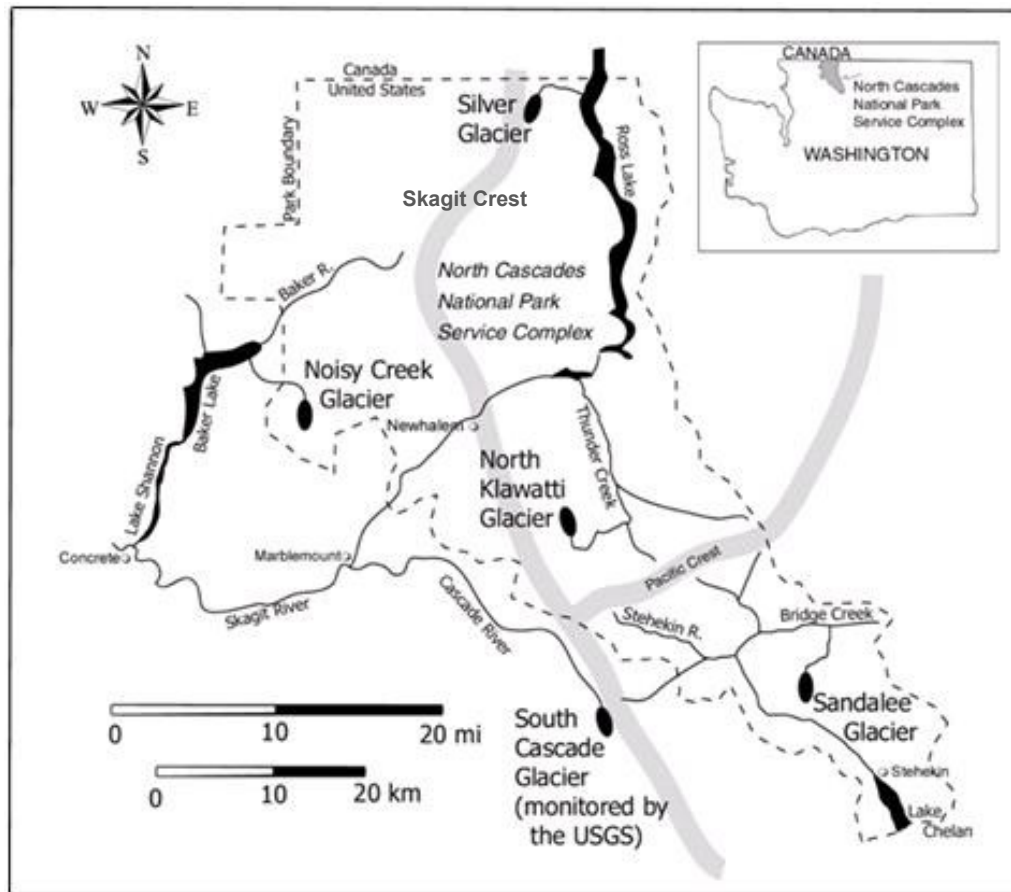 N
W
E
S
Canada
United States
Park Boundary
Silver
Glacier
Ross Lake
CANADA
North Cascades
National Park
Service Complex
WASHINGTON
Skagit Crest
North Cascades
National Park
Service Complex
Baker R.
Noisy Creek
Glacier
Baker Lake
Lake Shannon
Newhalem
Thunder Creek
North
Klawatti
Glacier
Concrete
Marblemount
Skagit River
Cascade River
Pacific Crest
Stehekin R.
Bridge Creek
Sandalee
Glacier
South
Cascade
Glacier
(monitored by
the USGS)
Stehekin
Lake
Chelan
0 10 20 mi
0 10 20 km